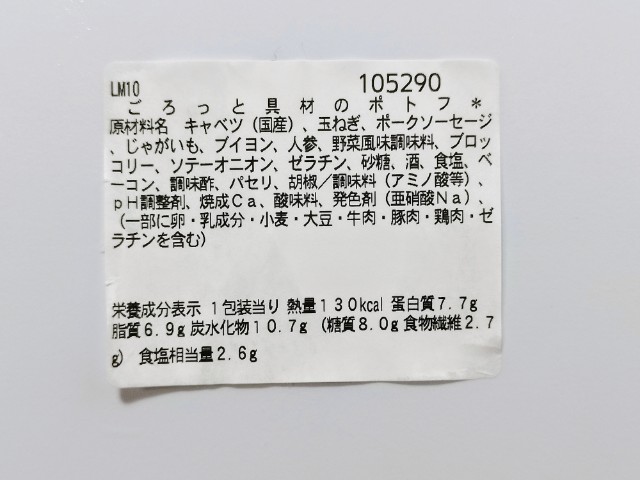 LM10 105290
ごろっと具材のポトフ＊
原材料名 キャベツ（国産）、玉ねぎ、ポークソーセージ
、じゃがいも、ブイヨン、人参、野菜風味調味料、ブロッ
コリー、ソテーオニオン、ゼラチン、砂糖、酒、食塩、ベ
ーコン、調味酢、パセリ、胡椒／調味料（アミノ酸等）、
ｐＨ調整剤、焼成Ｃａ、酸味料、発色剤（亜硝酸Ｎａ）、
（一部に卵・乳成分・小麦・大豆・牛肉・豚肉・鶏肉・ゼ
ラチンを含む）
栄養成分表示 １包装当り 熱量１３０kcal 蛋白質７.７g
脂質６.９g 炭水化物１０.７g （糖質８.０g 食物繊維２.７
g） 食塩相当量２.６g